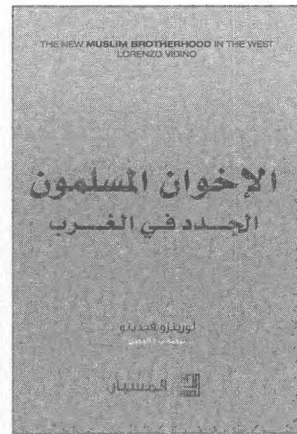 THE NEW MUSLIM BROTHERHOOD IN THE WEST
LORENZO VIDINO
الإخوان المسلمون
الجدد في الغرب
لورينزو فيدينو
المسبار